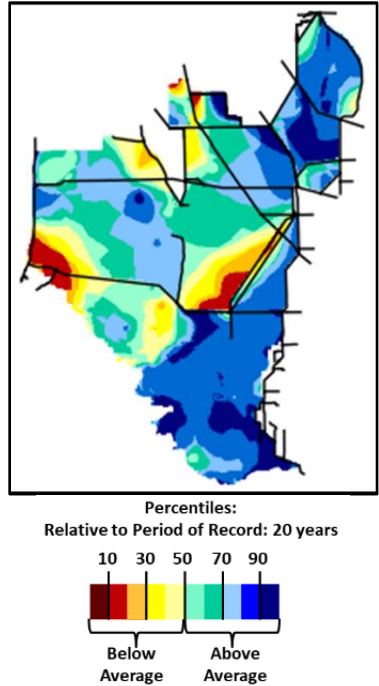 Percentiles:
Relative to Period of Record: 20 years
10 30 50 70 90
Below Above
Average Average